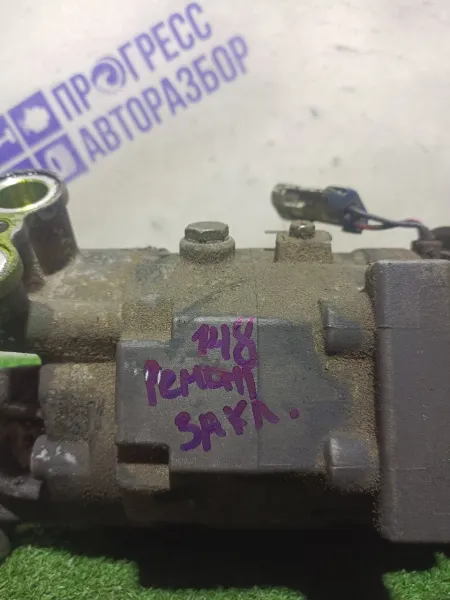 ПРОГРЕСС
АВТОРАЗБОР
148
Ремонт
ЗАКЛ.